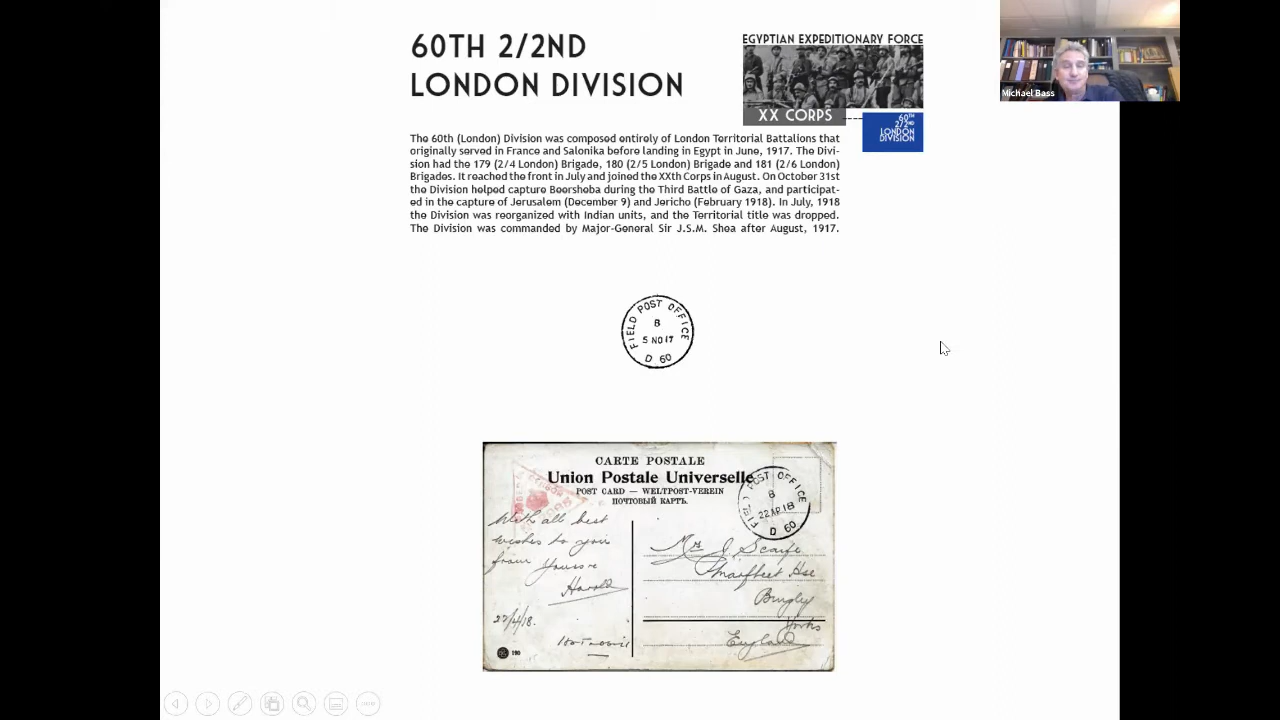 60TH 2/2ND
LONDON DIVISION
EGYPTIAN EXPEDITIONARY FORCE
XX CORPS
60TH
2/2ND
LONDON
DIVISION
Michael Bass
The 60th (London) Division was composed entirely of London Territorial Battalions that
originally served in France and Salonika before landing in Egypt in June, 1917. The Divi-
sion had the 179 (2/4 London) Brigade, 180 (2/5 London) Brigade and 181 (2/6 London)
Brigades. It reached the front in July and joined the XXth Corps in August. On October 31st
the Division helped capture Beersheba during the Third Battle of Gaza, and participat-
ed in the capture of Jerusalem (December 9) and Jericho (February 1918). In July, 1918
the Division was reorganized with Indian units, and the Territorial title was dropped.
The Division was commanded by Major-General Sir J.S.M. Shea after August, 1917.
FIELD POST OFFICE
B
5 NO 17
D 60
CARTE POSTALE
Union Postale Universelle
POST CARD — WELTPOST-VEREIN
ПОЧТОВЫЙ КАРТЪ.
FIELD POST OFFICE
B
22 AP 18
D 60
With all best
wishes to you
from
Harold
22/4/18.
Mrs J Scaife
Hse
Bingley
Yorks
England
190